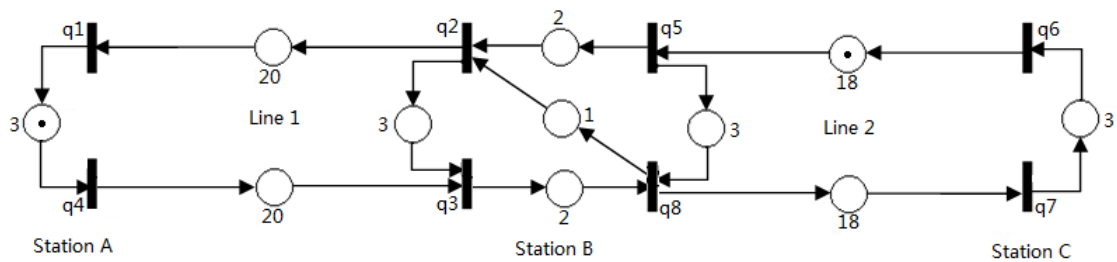 q1
q2
2
q5
q6
20
18
3
Line 1
3
1
3
Line 2
3
q4
20
q3
2
q8
18
q7
Station A
Station B
Station C